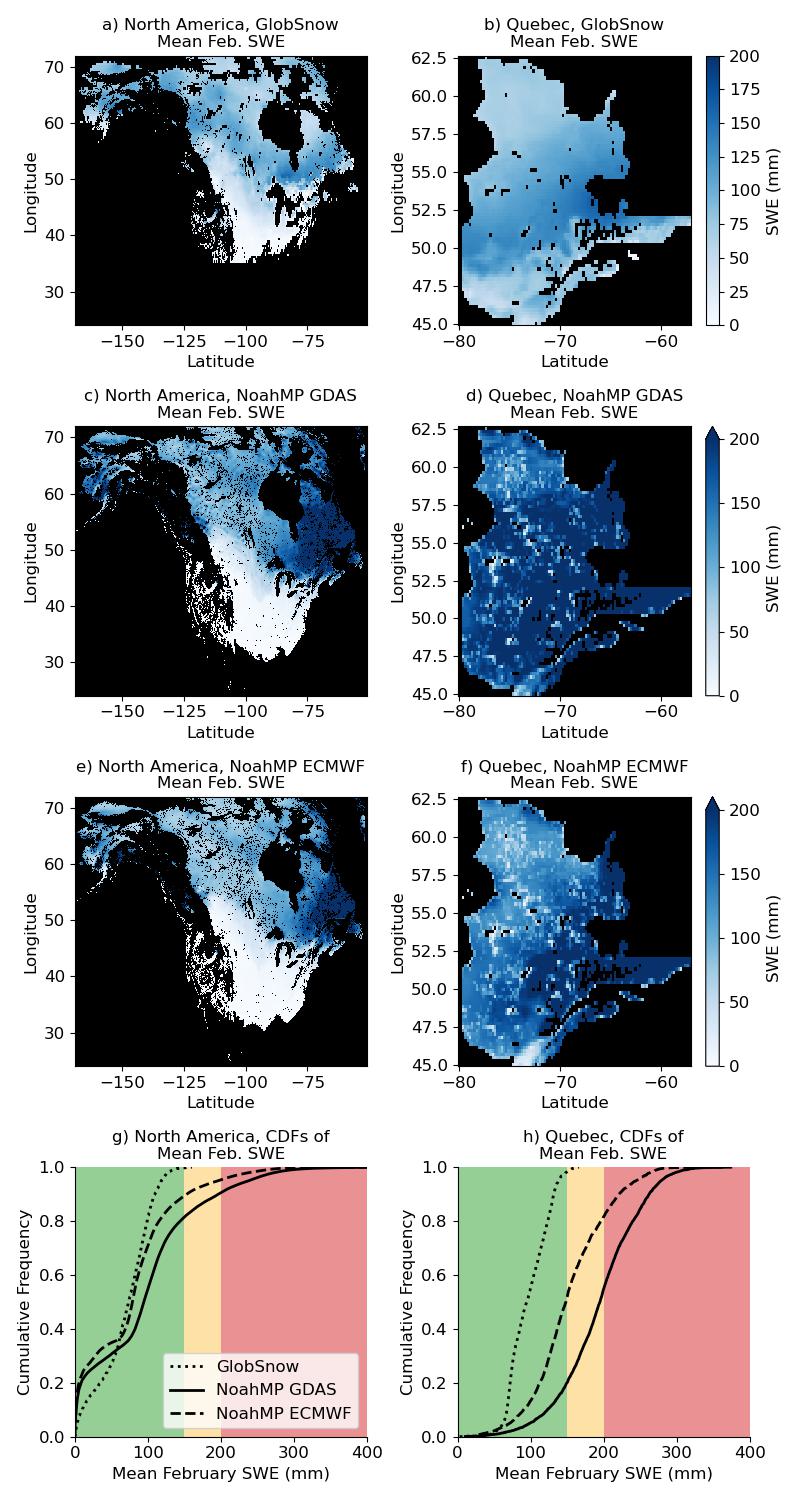 a) North America, GlobSnow
Mean Feb. SWE
70
60
50
40
30
Longitude
−150 −125 −100 −75
Latitude
b) Quebec, GlobSnow
Mean Feb. SWE
62.5
60.0
57.5
55.0
52.5
50.0
47.5
45.0
Longitude
−80 −70 −60
Latitude
200
175
150
125
100
75
50
25
0
SWE (mm)
c) North America, NoahMP GDAS
Mean Feb. SWE
70
60
50
40
30
Longitude
−150 −125 −100 −75
Latitude
d) Quebec, NoahMP GDAS
Mean Feb. SWE
62.5
60.0
57.5
55.0
52.5
50.0
47.5
45.0
Longitude
−80 −70 −60
Latitude
200
150
100
50
0
SWE (mm)
e) North America, NoahMP ECMWF
Mean Feb. SWE
70
60
50
40
30
Longitude
−150 −125 −100 −75
Latitude
f) Quebec, NoahMP ECMWF
Mean Feb. SWE
62.5
60.0
57.5
55.0
52.5
50.0
47.5
45.0
Longitude
−80 −70 −60
Latitude
200
150
100
50
0
SWE (mm)
g) North America, CDFs of
Mean Feb. SWE
1.0
0.8
0.6
0.4
0.2
0.0
Cumulative Frequency
GlobSnow
NoahMP GDAS
NoahMP ECMWF
0 100 200 300 400
Mean February SWE (mm)
h) Quebec, CDFs of
Mean Feb. SWE
1.0
0.8
0.6
0.4
0.2
0.0
Cumulative Frequency
0 100 200 300 400
Mean February SWE (mm)